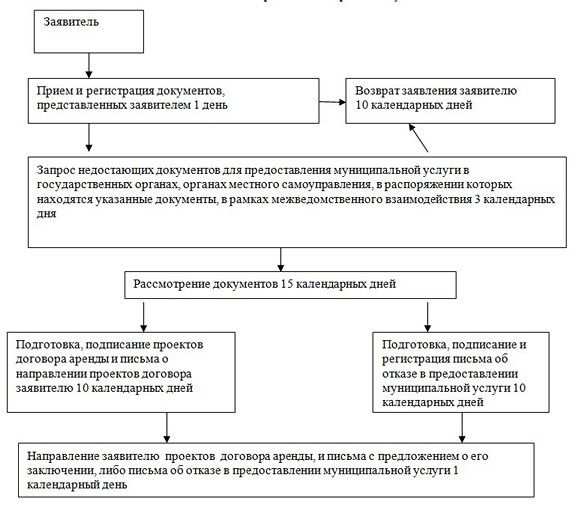 Заявитель
Прием и регистрация документов,
представленных заявителем 1 день
Возврат заявления заявителю
10 календарных дней
Запрос недостающих документов для предоставления муниципальной услуги в
государственных органах, органах местного самоуправления, в распоряжении которых
находятся указанные документы, в рамках межведомственного взаимодействия 3 календарных
дня
Рассмотрение документов 15 календарных дней
Подготовка, подписание проектов
договора аренды и письма о
направлении проектов договора
заявителю 10 календарных дней
Подготовка, подписание и
регистрация письма об
отказе в предоставлении
муниципальной услуги 10
календарных дней
Направление заявителю проектов договора аренды, и письма с предложением о его
заключении, либо письма об отказе в предоставлении муниципальной услуги 1
календарный день